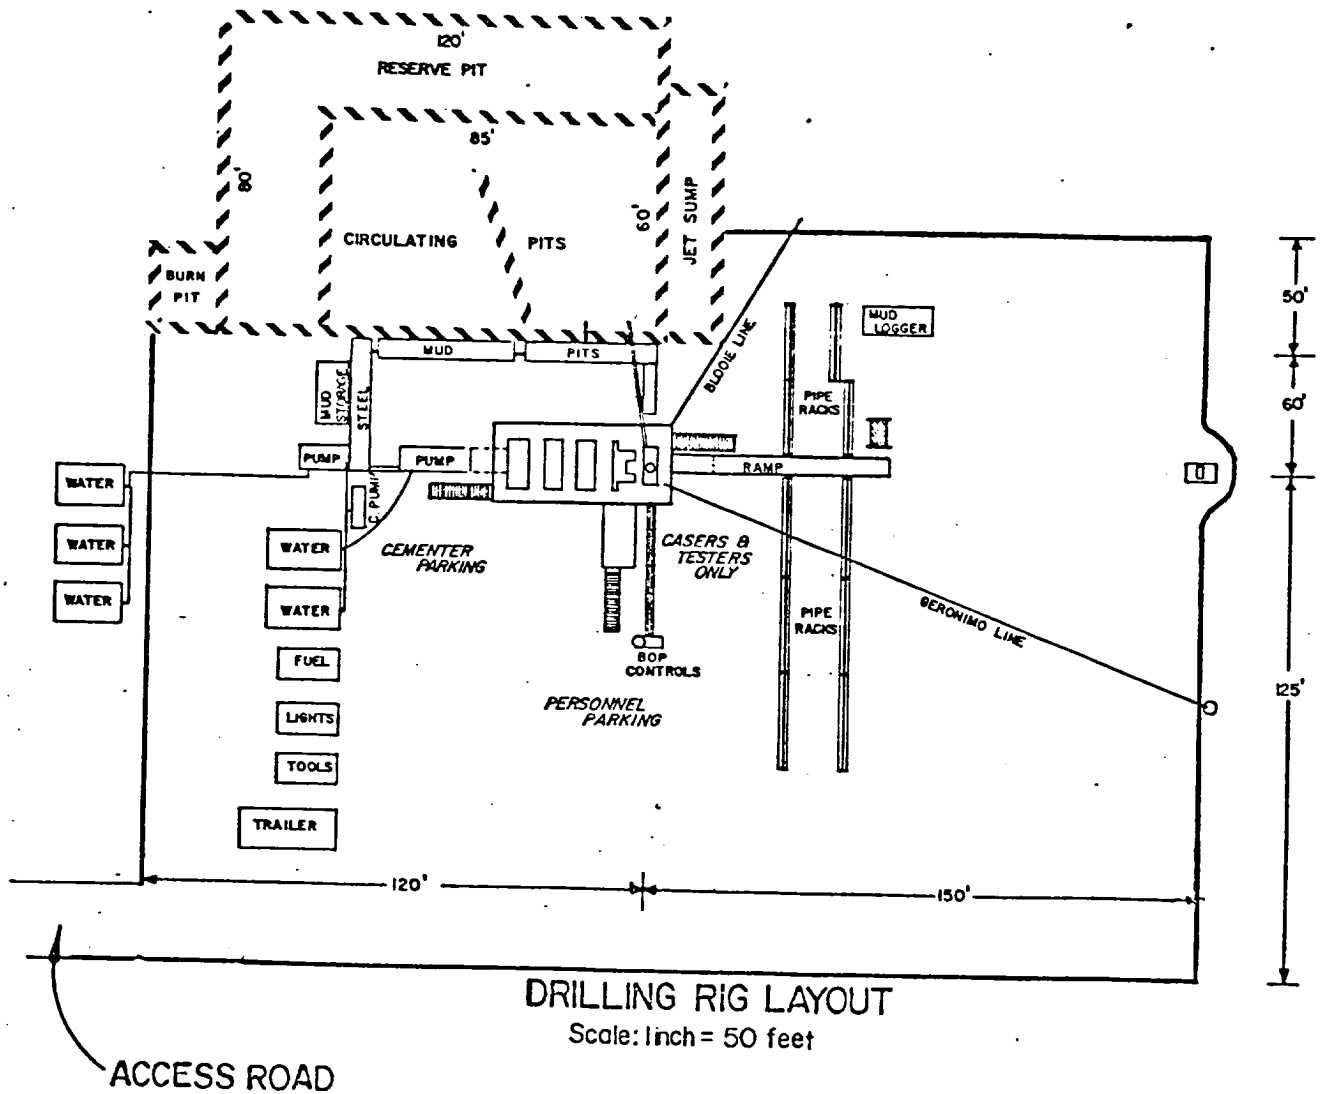 120'
RESERVE PIT
85'
80'
60'
JET SUMP
CIRCULATING PITS
BURN
PIT
50'
MUD
LOGGER
BLOOIE LINE
MUD PITS
MUD
STORAGE
STEEL
PIPE
RACKS
60'
PUMP
PUMP
RAMP
WATER
C. PUMP
WATER
WATER
CEMENTER
PARKING
CASERS &
TESTERS
ONLY
WATER
WATER
GERONIMO LINE
PIPE
RACKS
FUEL
BOP
CONTROLS
125'
LIGHTS
PERSONNEL
PARKING
TOOLS
TRAILER
120'
150'
DRILLING RIG LAYOUT
Scale: 1 inch = 50 feet
ACCESS ROAD